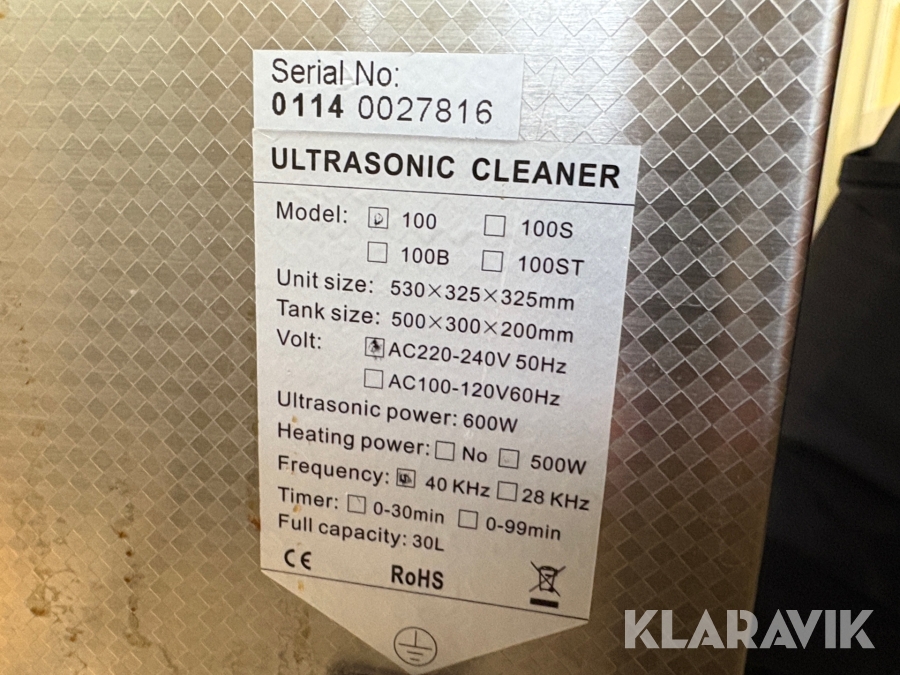 Serial No:
0114 0027816
ULTRASONIC CLEANER
Model: 100 100S
100B 100ST
Unit size: 530×325×325mm
Tank size: 500×300×200mm
Volt: AC220-240V 50Hz
AC100-120V60Hz
Ultrasonic power: 600W
Heating power: No 500W
Frequency: 40 KHz 28 KHz
Timer: 0-30min 0-99min
Full capacity: 30L
CE RoHS
KLARAVIK